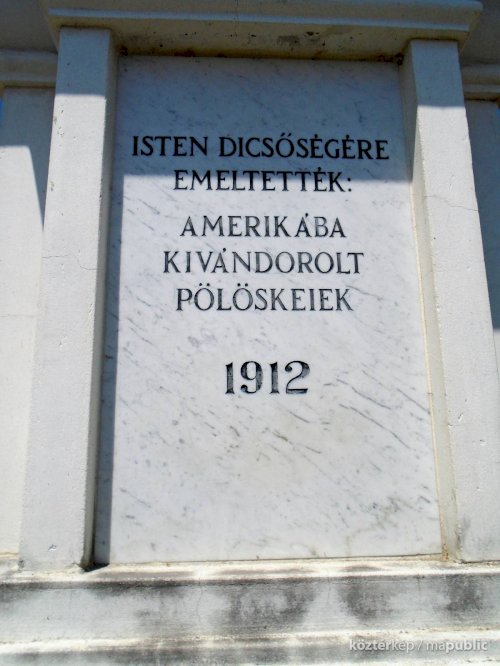 ISTEN DICSŐSÉGÉRE
EMELTETTÉK:
AMERIKÁBA
KIVÁNDOROLT
PÖLÖSKEIEK
1912
köztérkép / mapublic